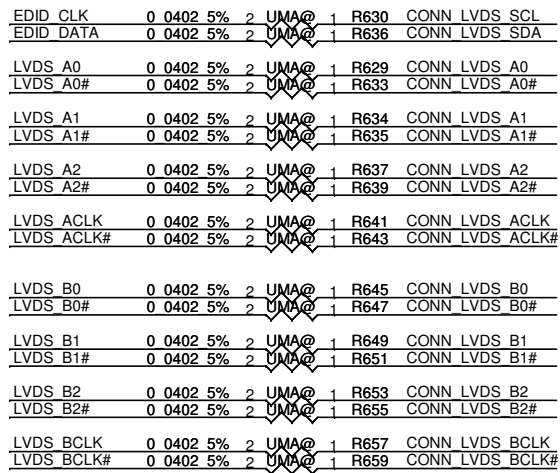 EDID_CLK 0 0402 5% 2 UMA@ 1 R630 CONN_LVDS_SCL
EDID_DATA 0 0402 5% 2 UMA@ 1 R636 CONN_LVDS_SDA
LVDS_A0 0 0402 5% 2 UMA@ 1 R629 CONN_LVDS_A0
LVDS_A0# 0 0402 5% 2 UMA@ 1 R633 CONN_LVDS_A0#
LVDS_A1 0 0402 5% 2 UMA@ 1 R634 CONN_LVDS_A1
LVDS_A1# 0 0402 5% 2 UMA@ 1 R635 CONN_LVDS_A1#
LVDS_A2 0 0402 5% 2 UMA@ 1 R637 CONN_LVDS_A2
LVDS_A2# 0 0402 5% 2 UMA@ 1 R639 CONN_LVDS_A2#
LVDS_ACLK 0 0402 5% 2 UMA@ 1 R641 CONN_LVDS_ACLK
LVDS_ACLK# 0 0402 5% 2 UMA@ 1 R643 CONN_LVDS_ACLK#
LVDS_B0 0 0402 5% 2 UMA@ 1 R645 CONN_LVDS_B0
LVDS_B0# 0 0402 5% 2 UMA@ 1 R647 CONN_LVDS_B0#
LVDS_B1 0 0402 5% 2 UMA@ 1 R649 CONN_LVDS_B1
LVDS_B1# 0 0402 5% 2 UMA@ 1 R651 CONN_LVDS_B1#
LVDS_B2 0 0402 5% 2 UMA@ 1 R653 CONN_LVDS_B2
LVDS_B2# 0 0402 5% 2 UMA@ 1 R655 CONN_LVDS_B2#
LVDS_BCLK 0 0402 5% 2 UMA@ 1 R657 CONN_LVDS_BCLK
LVDS_BCLK# 0 0402 5% 2 UMA@ 1 R659 CONN_LVDS_BCLK#